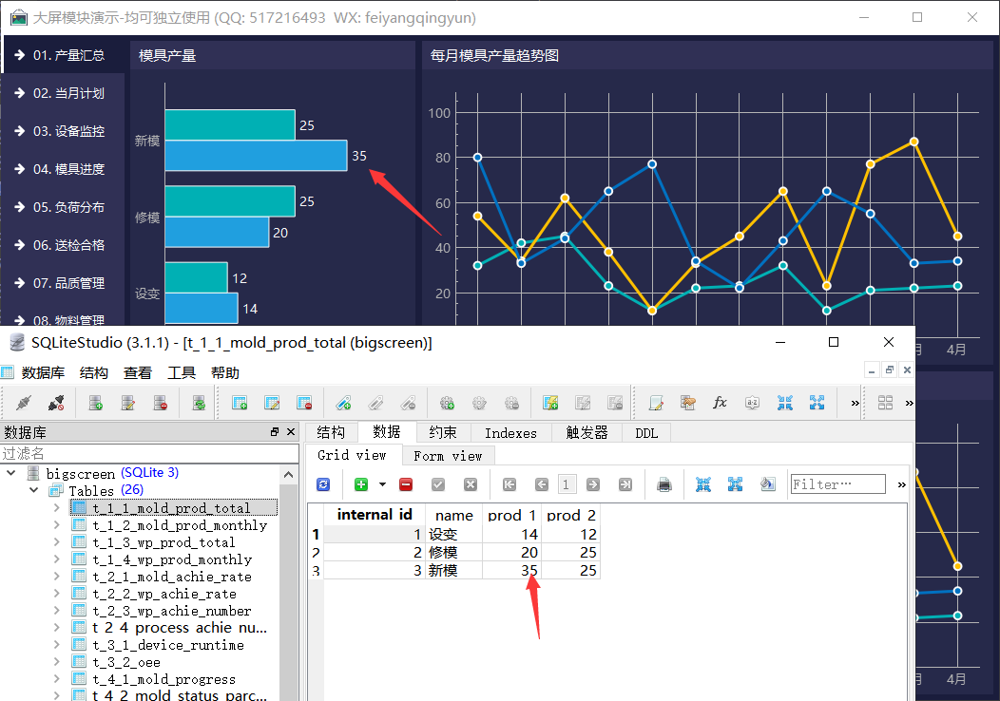 大屏模块演示-均可独立使用 (QQ: 517216493 WX: feiyangqingyun)
01. 产量汇总
02. 当月计划
03. 设备监控
04. 模具进度
05. 负荷分布
06. 送检合格
07. 品质管理
08. 物料管理
模具产量
新模
25
35
修模
25
20
设变
12
14
每月模具产量趋势图
100
80
60
40
20
月
4月
SQLiteStudio (3.1.1) - [t_1_1_mold_prod_total (bigscreen)]
数据库 结构 查看 工具 帮助
数据库
过滤名
bigscreen (SQLite 3)
Tables (26)
t_1_1_mold_prod_total
t_1_2_mold_prod_monthly
t_1_3_wp_prod_total
t_1_4_wp_prod_monthly
t_2_1_mold_achie_rate
t_2_2_wp_achie_rate
t_2_3_wp_achie_number
t_2_4_process_achie_nu...
t_3_1_device_runtime
t_3_2_oee
t_4_1_mold_progress
t_4_2_mold_status_parc...
结构 数据 约束 Indexes 触发器 DDL
Grid view Form view
1 Filter…
internal_id name prod_1 prod_2
1 1 设变 14 12
2 2 修模 20 25
3 3 新模 35 25
月 4月